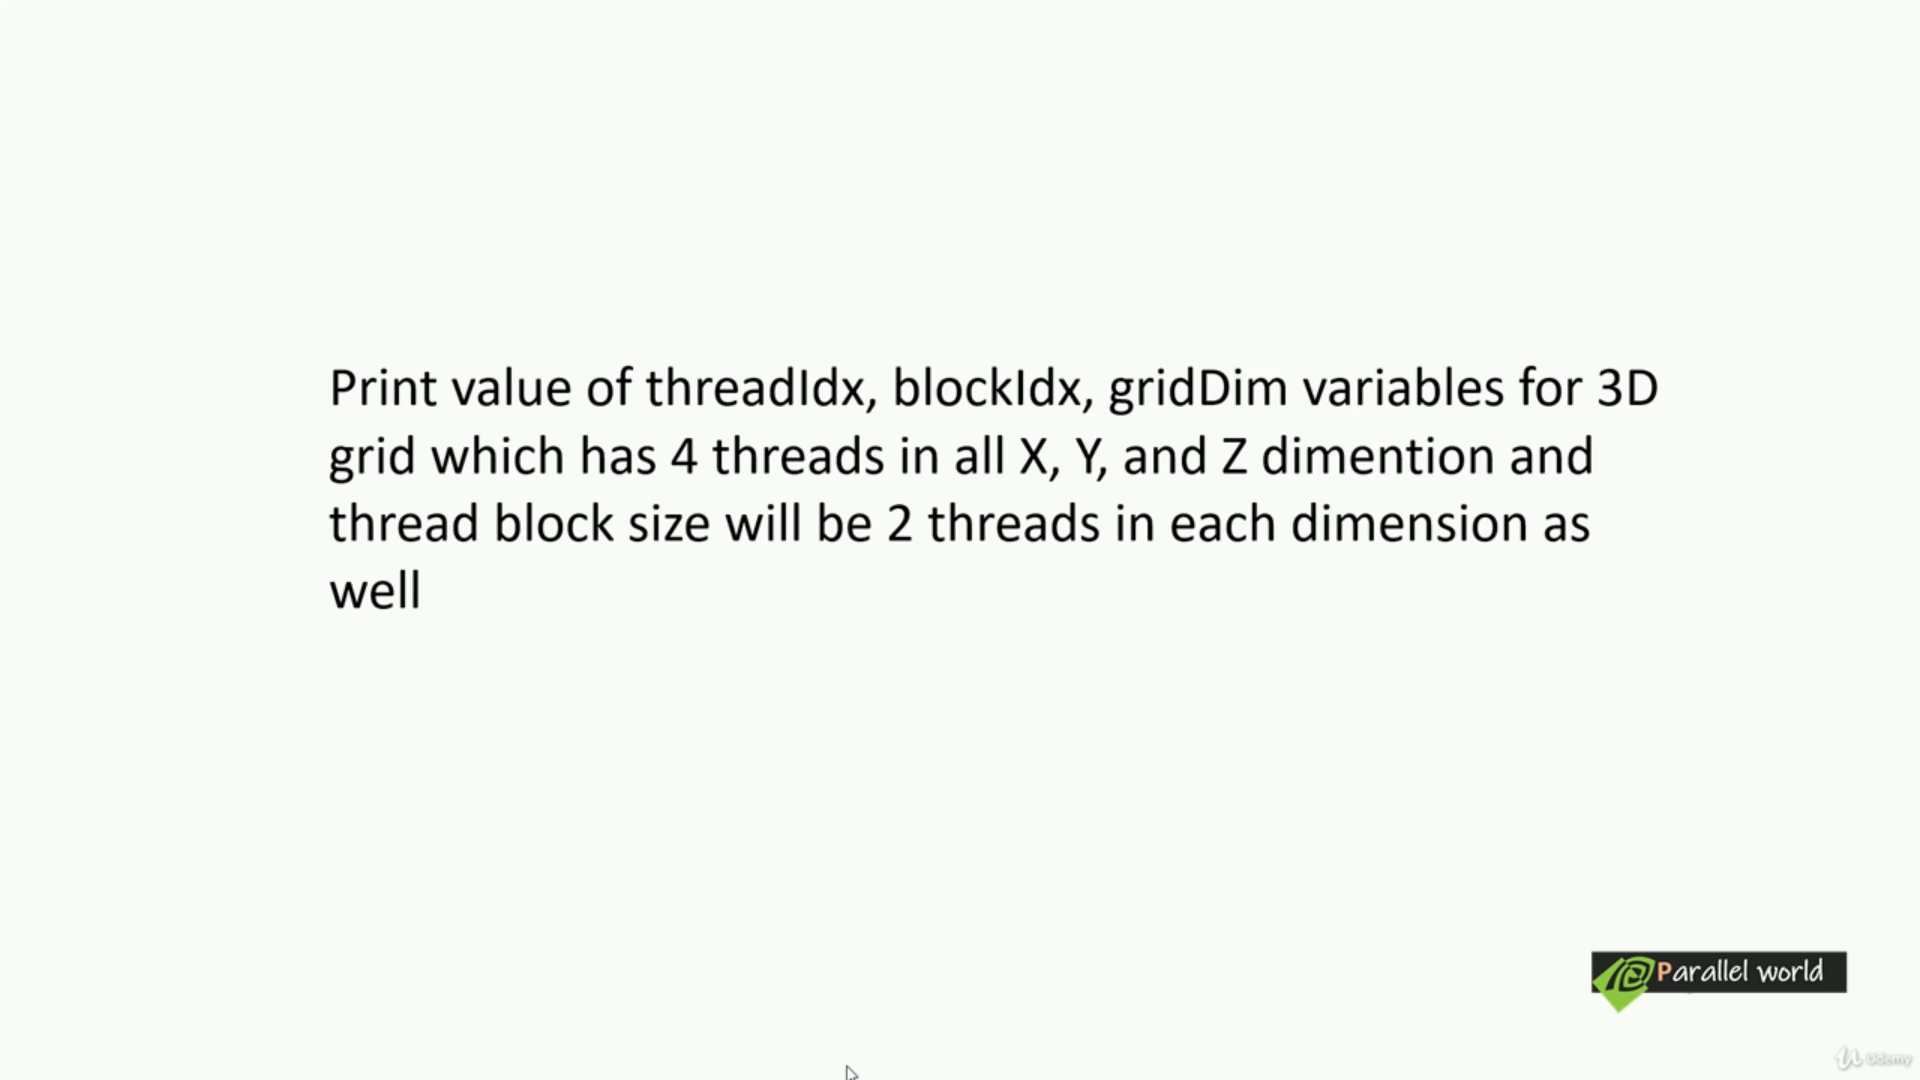 Print value of threadIdx, blockIdx, gridDim variables for 3D
grid which has 4 threads in all X, Y, and Z dimention and
thread block size will be 2 threads in each dimension as
well
Parallel world
Udemy